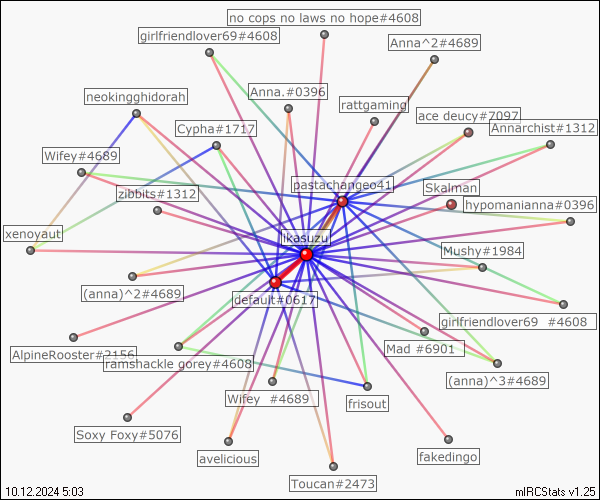 no cops no laws no hope#4608
girlfriendlover69#4608
Anna^2#4689
neokingghidorah
Anna.#0396
rattgaming
ace deucy#7097
Cypha#1717
Annarchist#1312
Wifey#4689
pastachangeo41
Skalman
zibbits#1312
hypomanianna#0396
xenoyaut
ikasuzu
Mushy#1984
(anna)^2#4689
default#0617
girlfriendlover69 #4608
AlpineRooster#2156
Mad #6901
ramshackle gorey#4608
(anna)^3#4689
Wifey #4689
frisout
Soxy Foxy#5076
avelicious
fakedingo
Toucan#2473
10.12.2024 5:03
mIRCStats v1.25